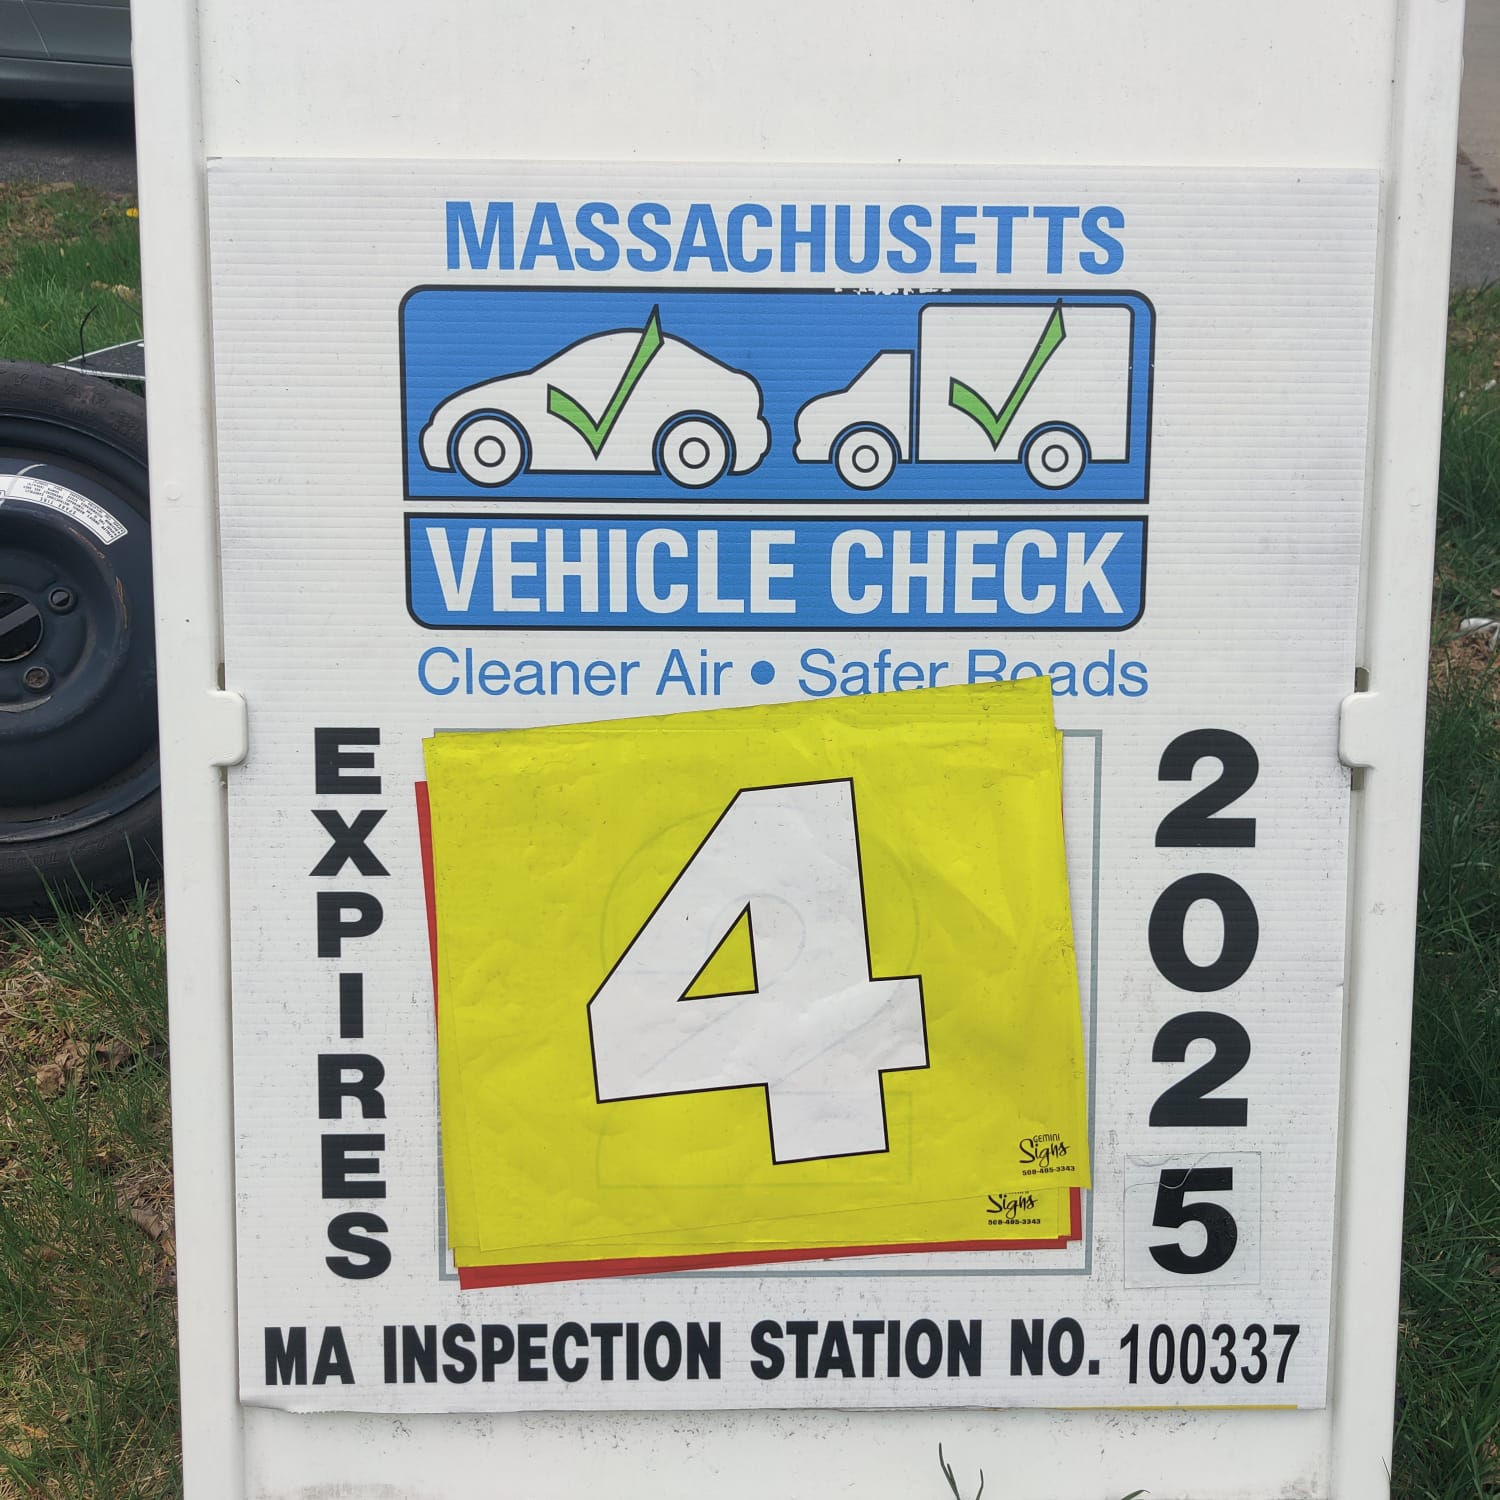 MASSACHUSETTS
VEHICLE CHECK
Cleaner Air • Safer Roads
EXPIRES
4
2025
GEMINI
Signs
508-485-3343
Signs
508-485-3343
MA INSPECTION STATION NO. 100337